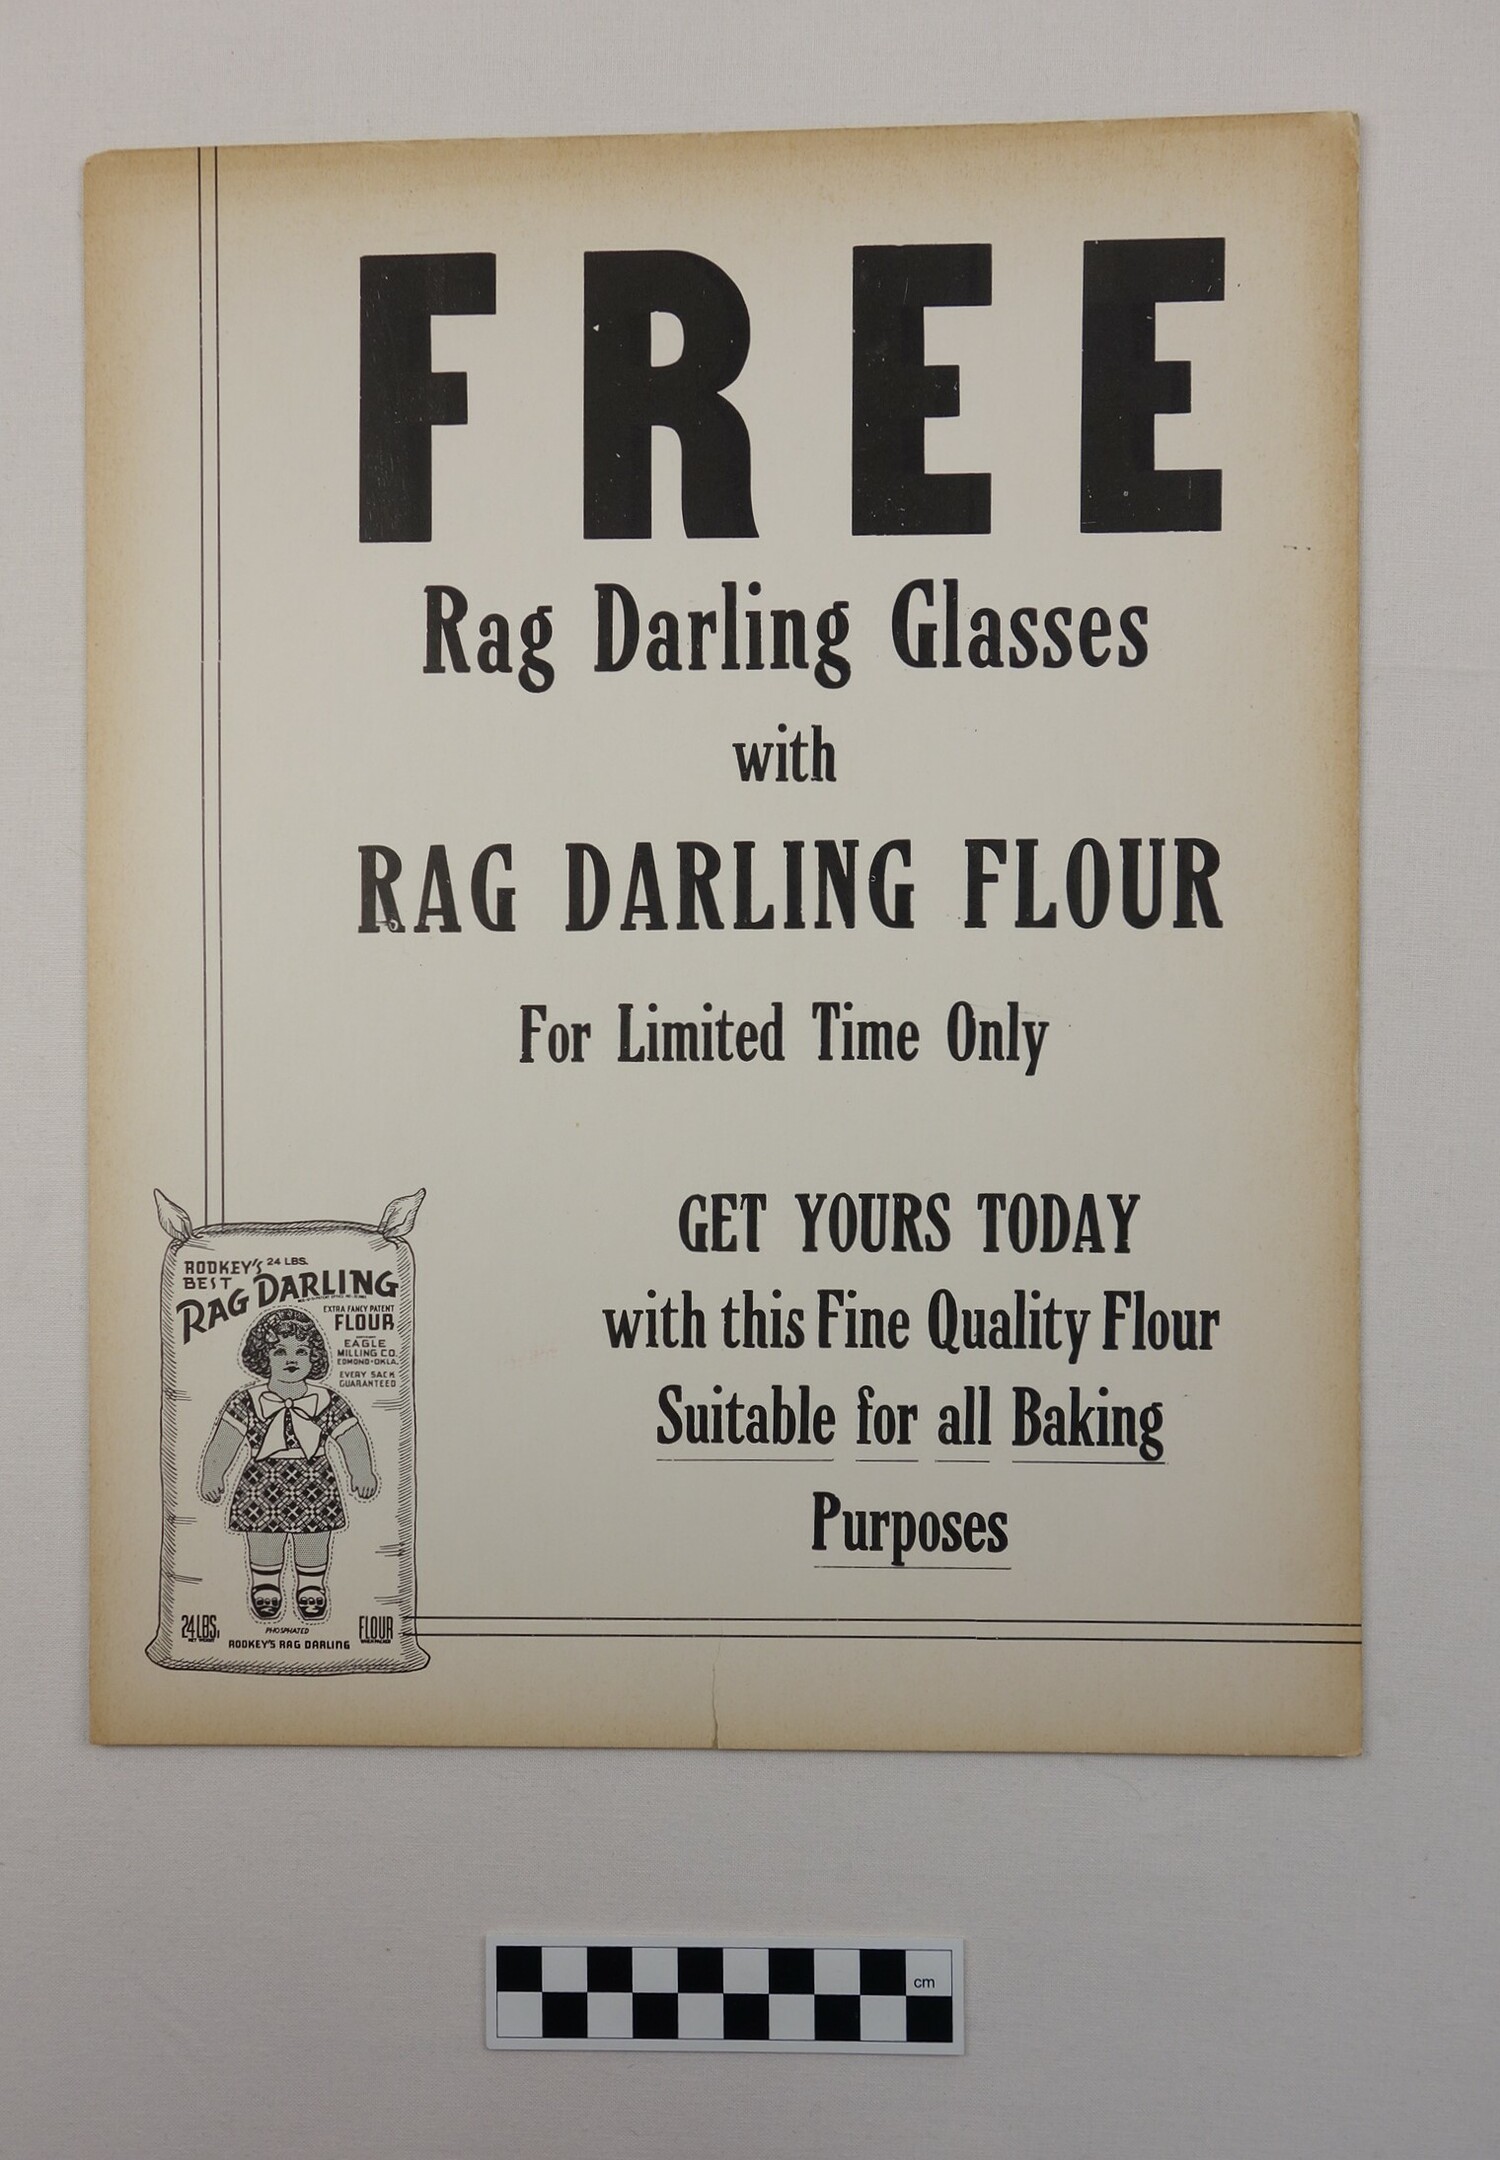 FREE
Rag Darling Glasses
with
RAG DARLING FLOUR
For Limited Time Only
GET YOURS TODAY
with this Fine Quality Flour
Suitable for all Baking
Purposes
RODKEY'S 24 LBS.
BEST
RAG DARLING
EXTRA FANCY PATENT
FLOUR
EAGLE
MILLING CO.
EDMOND-OKLA.
EVERY SACK
GUARANTEED
24 LBS.
NET WEIGHT
PHOSPHATED
FLOUR
RODKEY'S RAG DARLING
cm